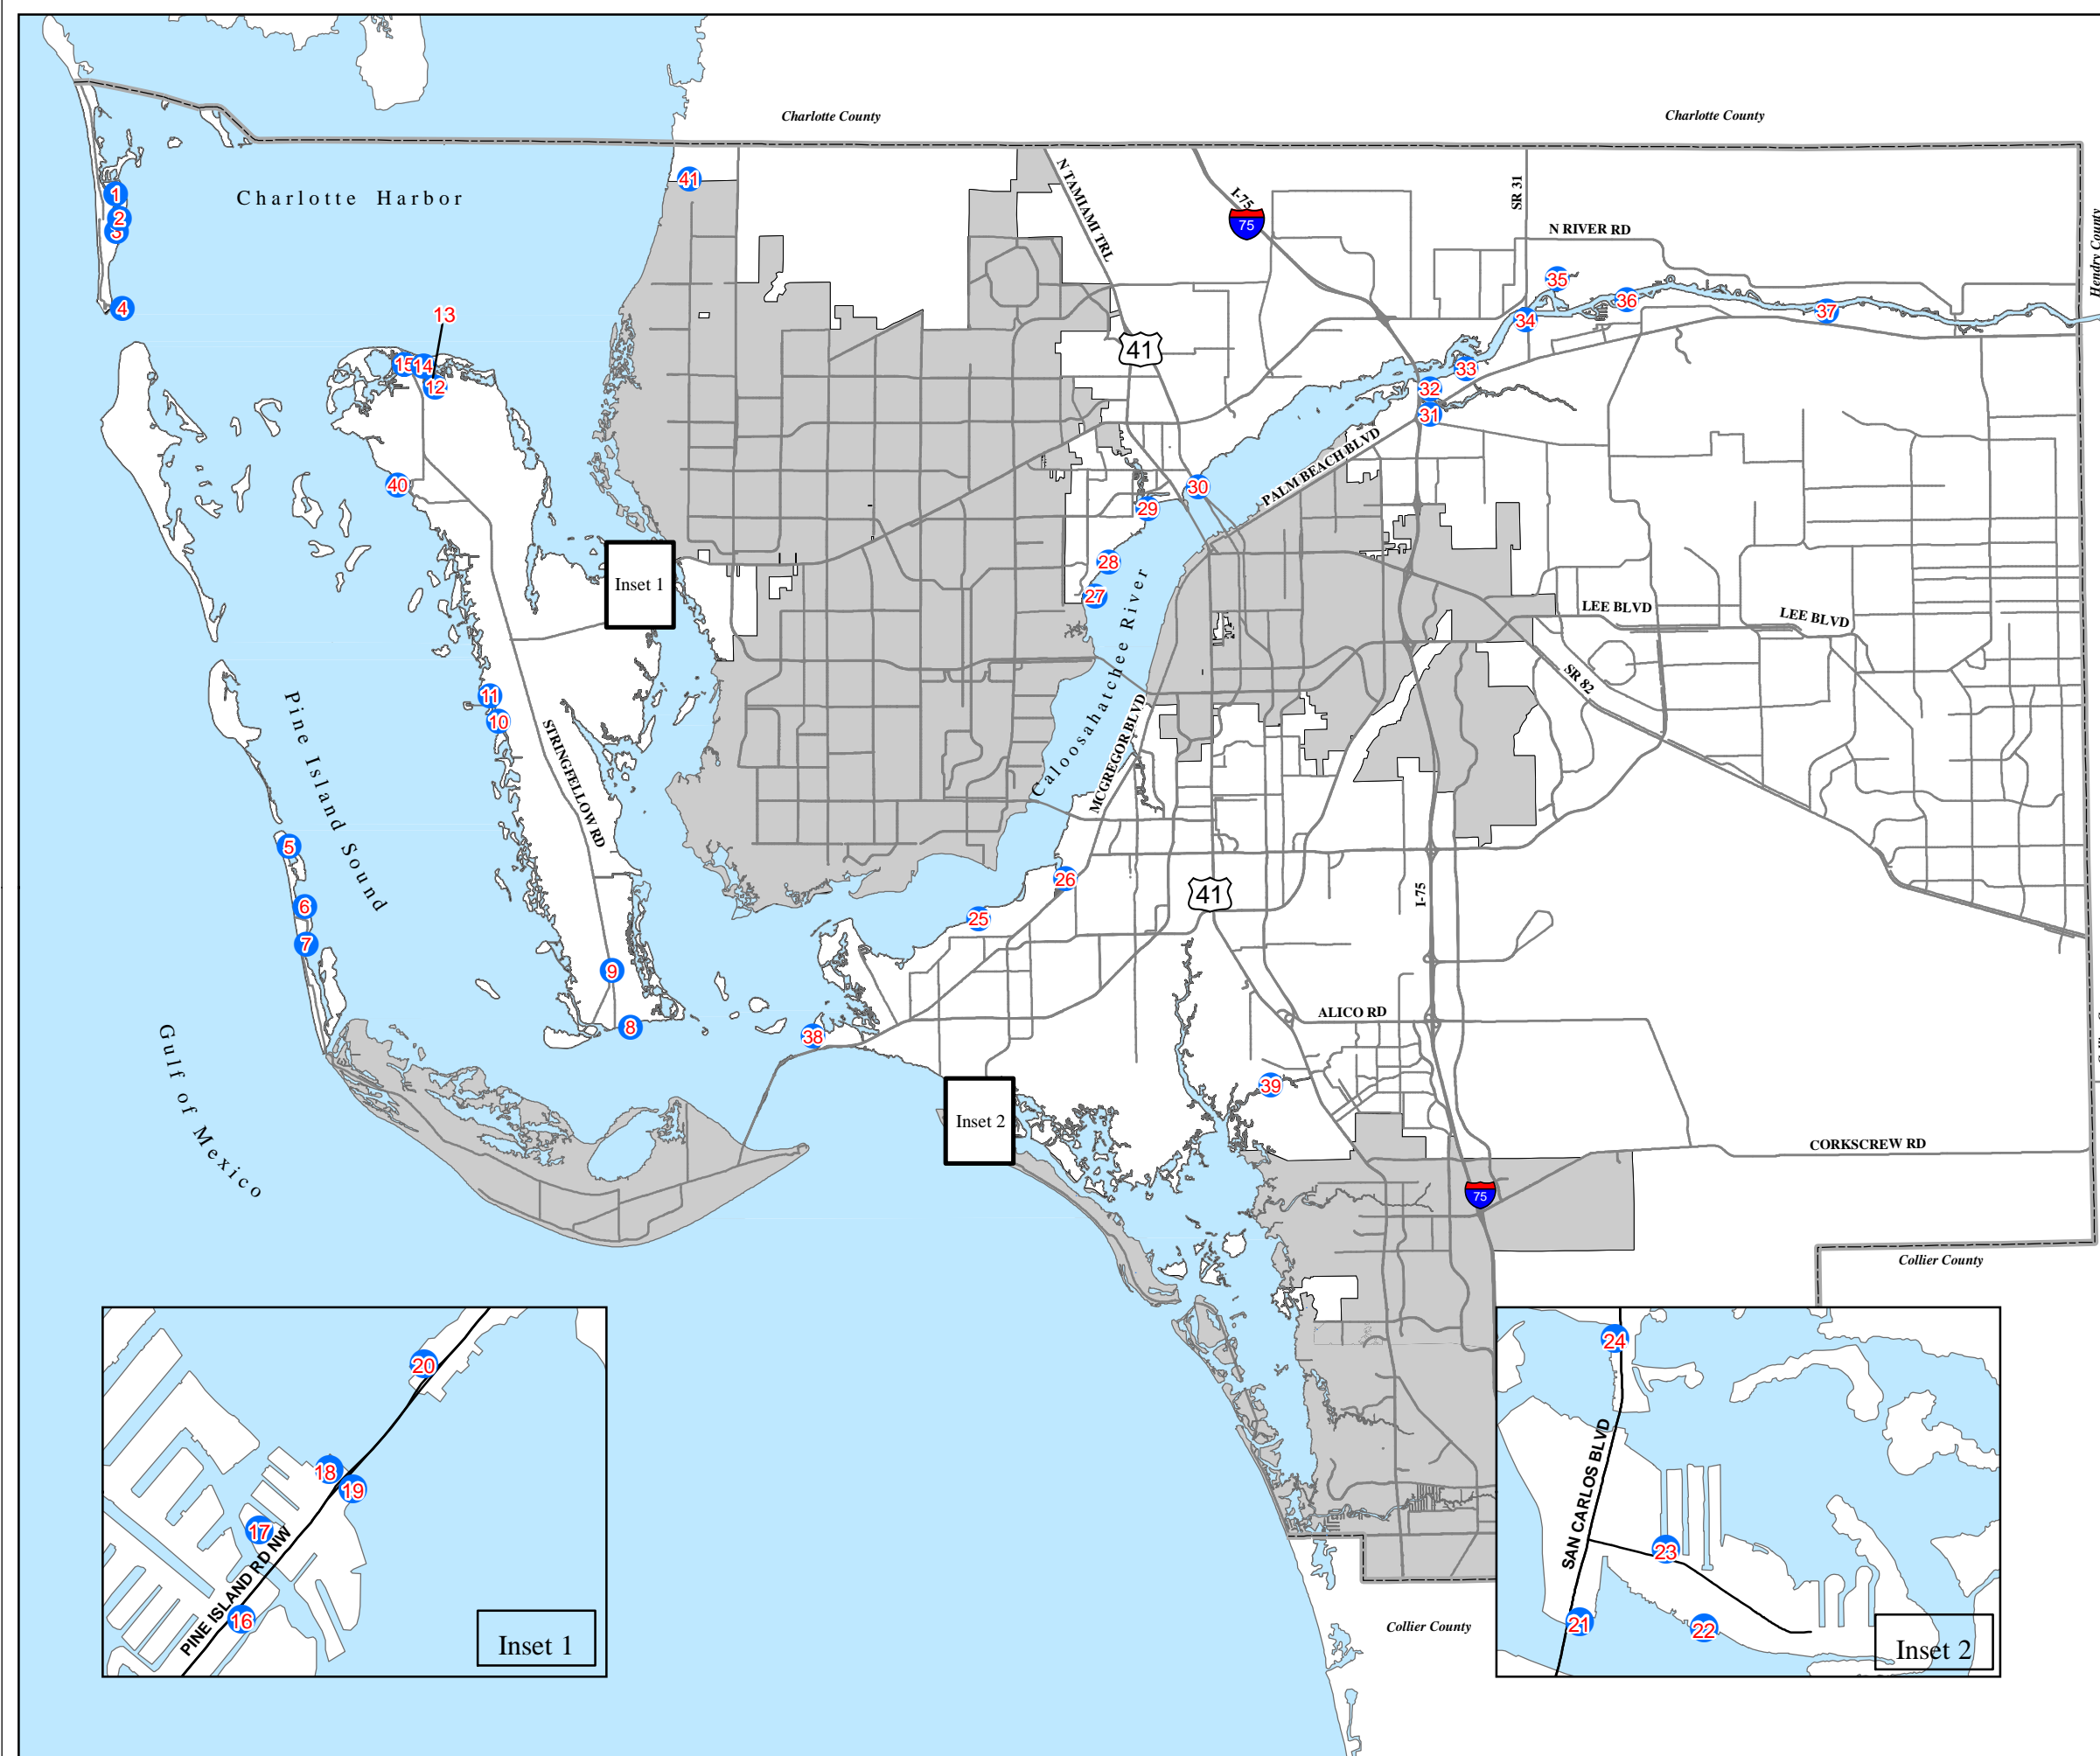 Charlotte County
Charlotte County
41
N TAMIAMI TRL
I-75
75
SR 31
Charlotte Harbor
1
2
3
4
N RIVER RD
Hendry County
35
36
37
34
13
15
14
12
41
33
32
31
PALM BEACH BLVD
40
30
29
Inset 1
28
27
Caloosahatchee River
LEE BLVD
LEE BLVD
SR 82
11
10
Pine Island Sound
STRINGFELLOW RD
MCGREGOR BLVD
5
6
7
26
41
I-75
25
9
8
38
ALICO RD
Gulf of Mexico
39
Inset 2
CORKSCREW RD
75
Collier County
20
18
19
17
PINE ISLAND RD NW
16
Inset 1
24
SAN CARLOS BLVD
23
21
22
Inset 2
Collier County